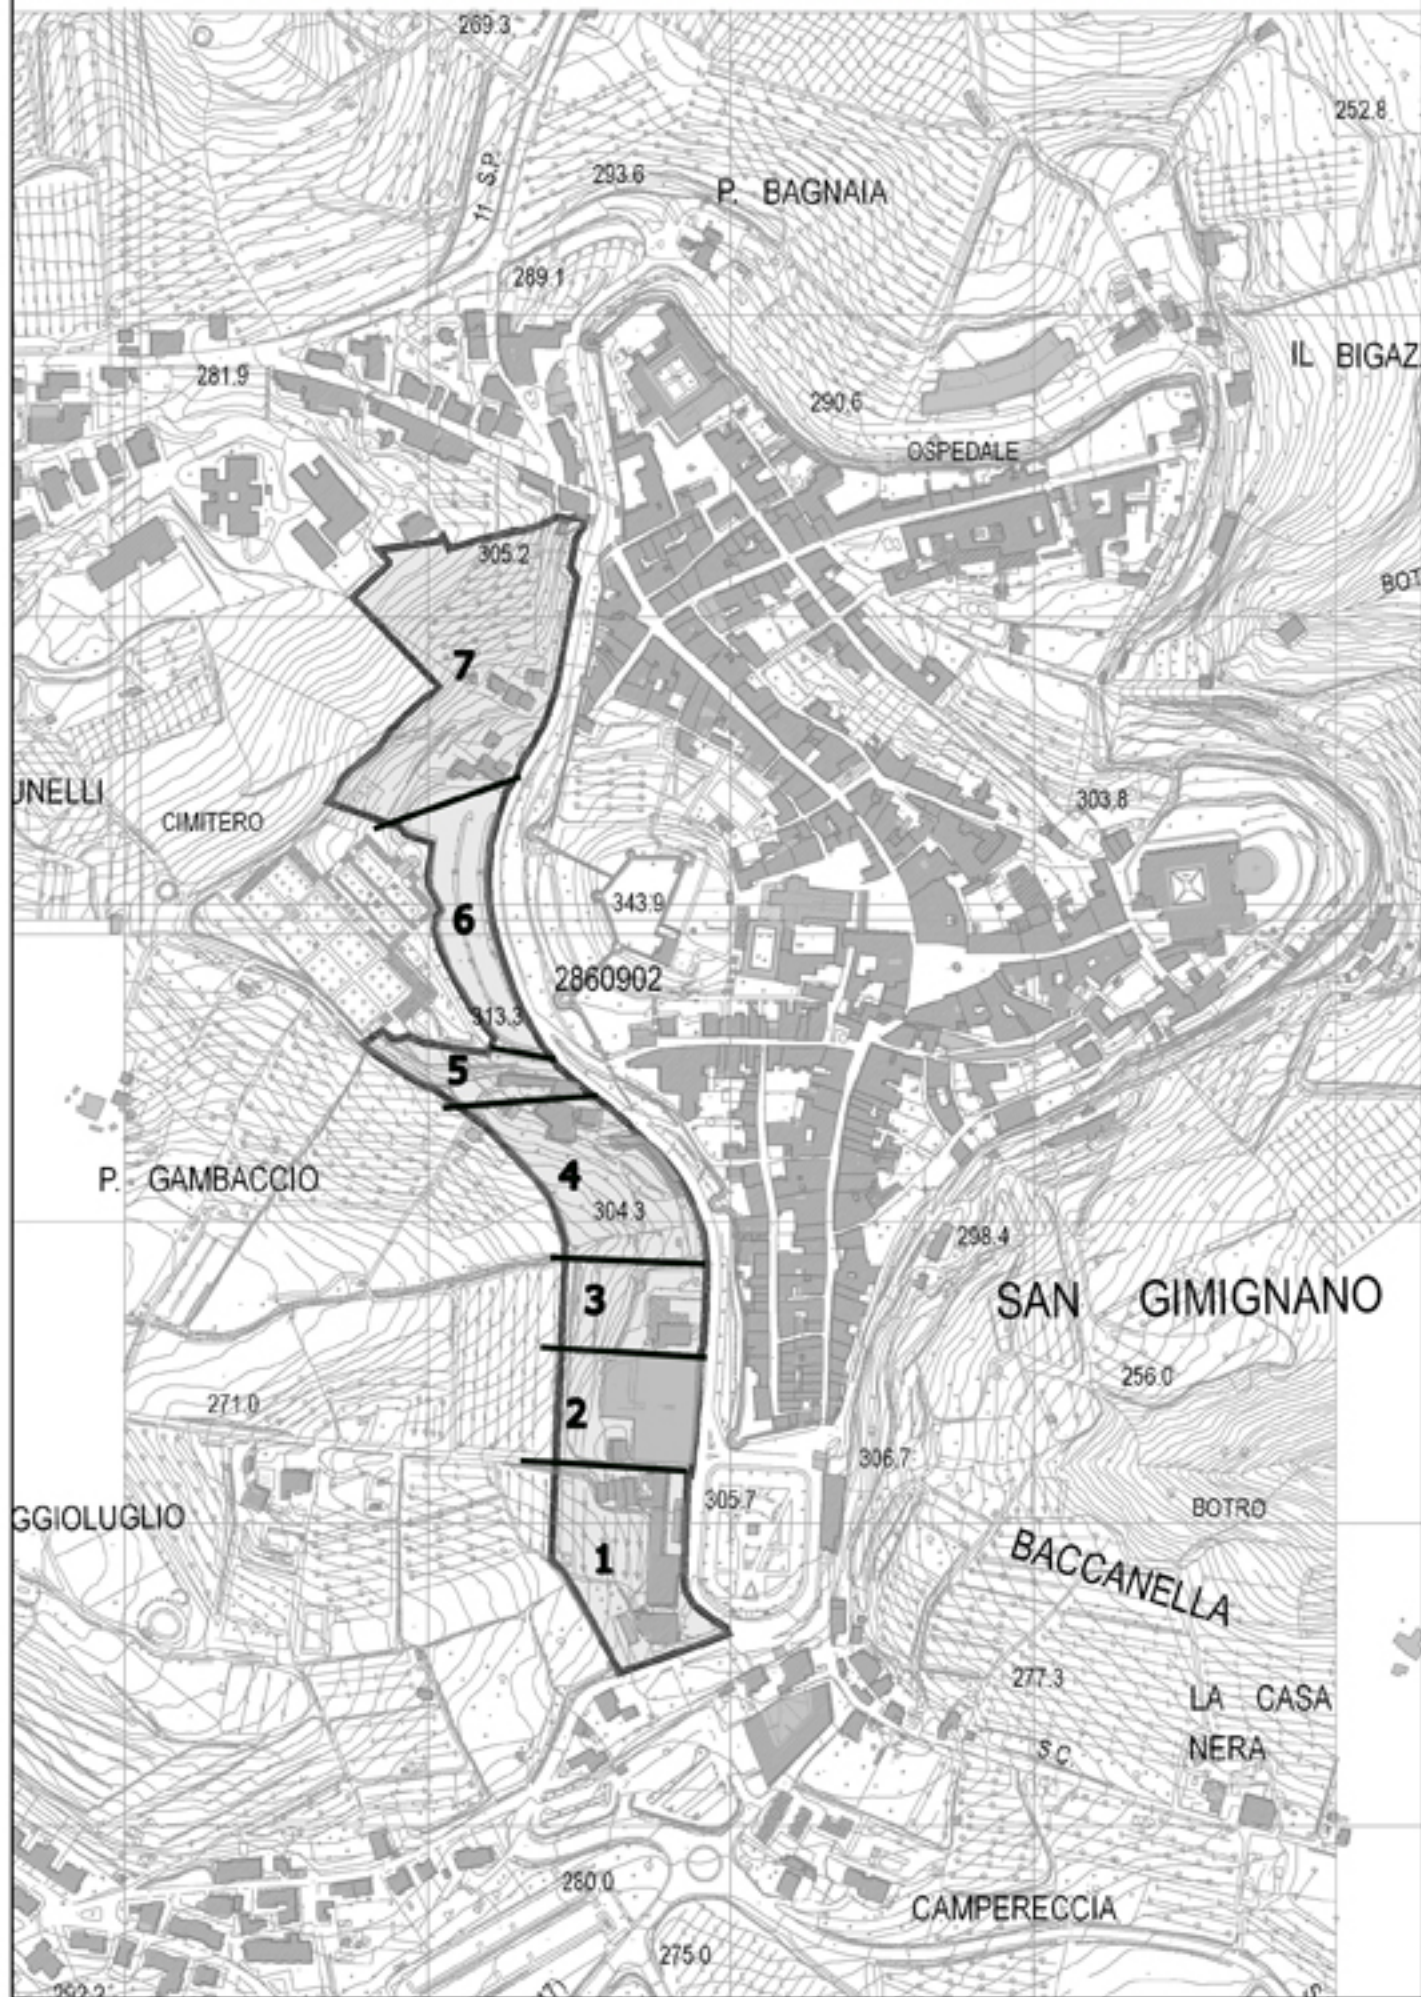 269.3
252.8
11 S.P.
293.6
P. BAGNAIA
289.1
IL BIGAZ
281.9
290.6
OSPEDALE
305.2
BOT
7
UNELLI
303.8
CIMITERO
343.9
6
2860902
313.3
5
P. GAMBACCIO
4
304.3
298.4
SAN GIMIGNANO
3
256.0
271.0
2
306.7
305.7
BOTRO
GGIOLUGLIO
BACCANELLA
1
277.3
LA CASA
NERA
S C
280.0
CAMPERECCIA
275.0